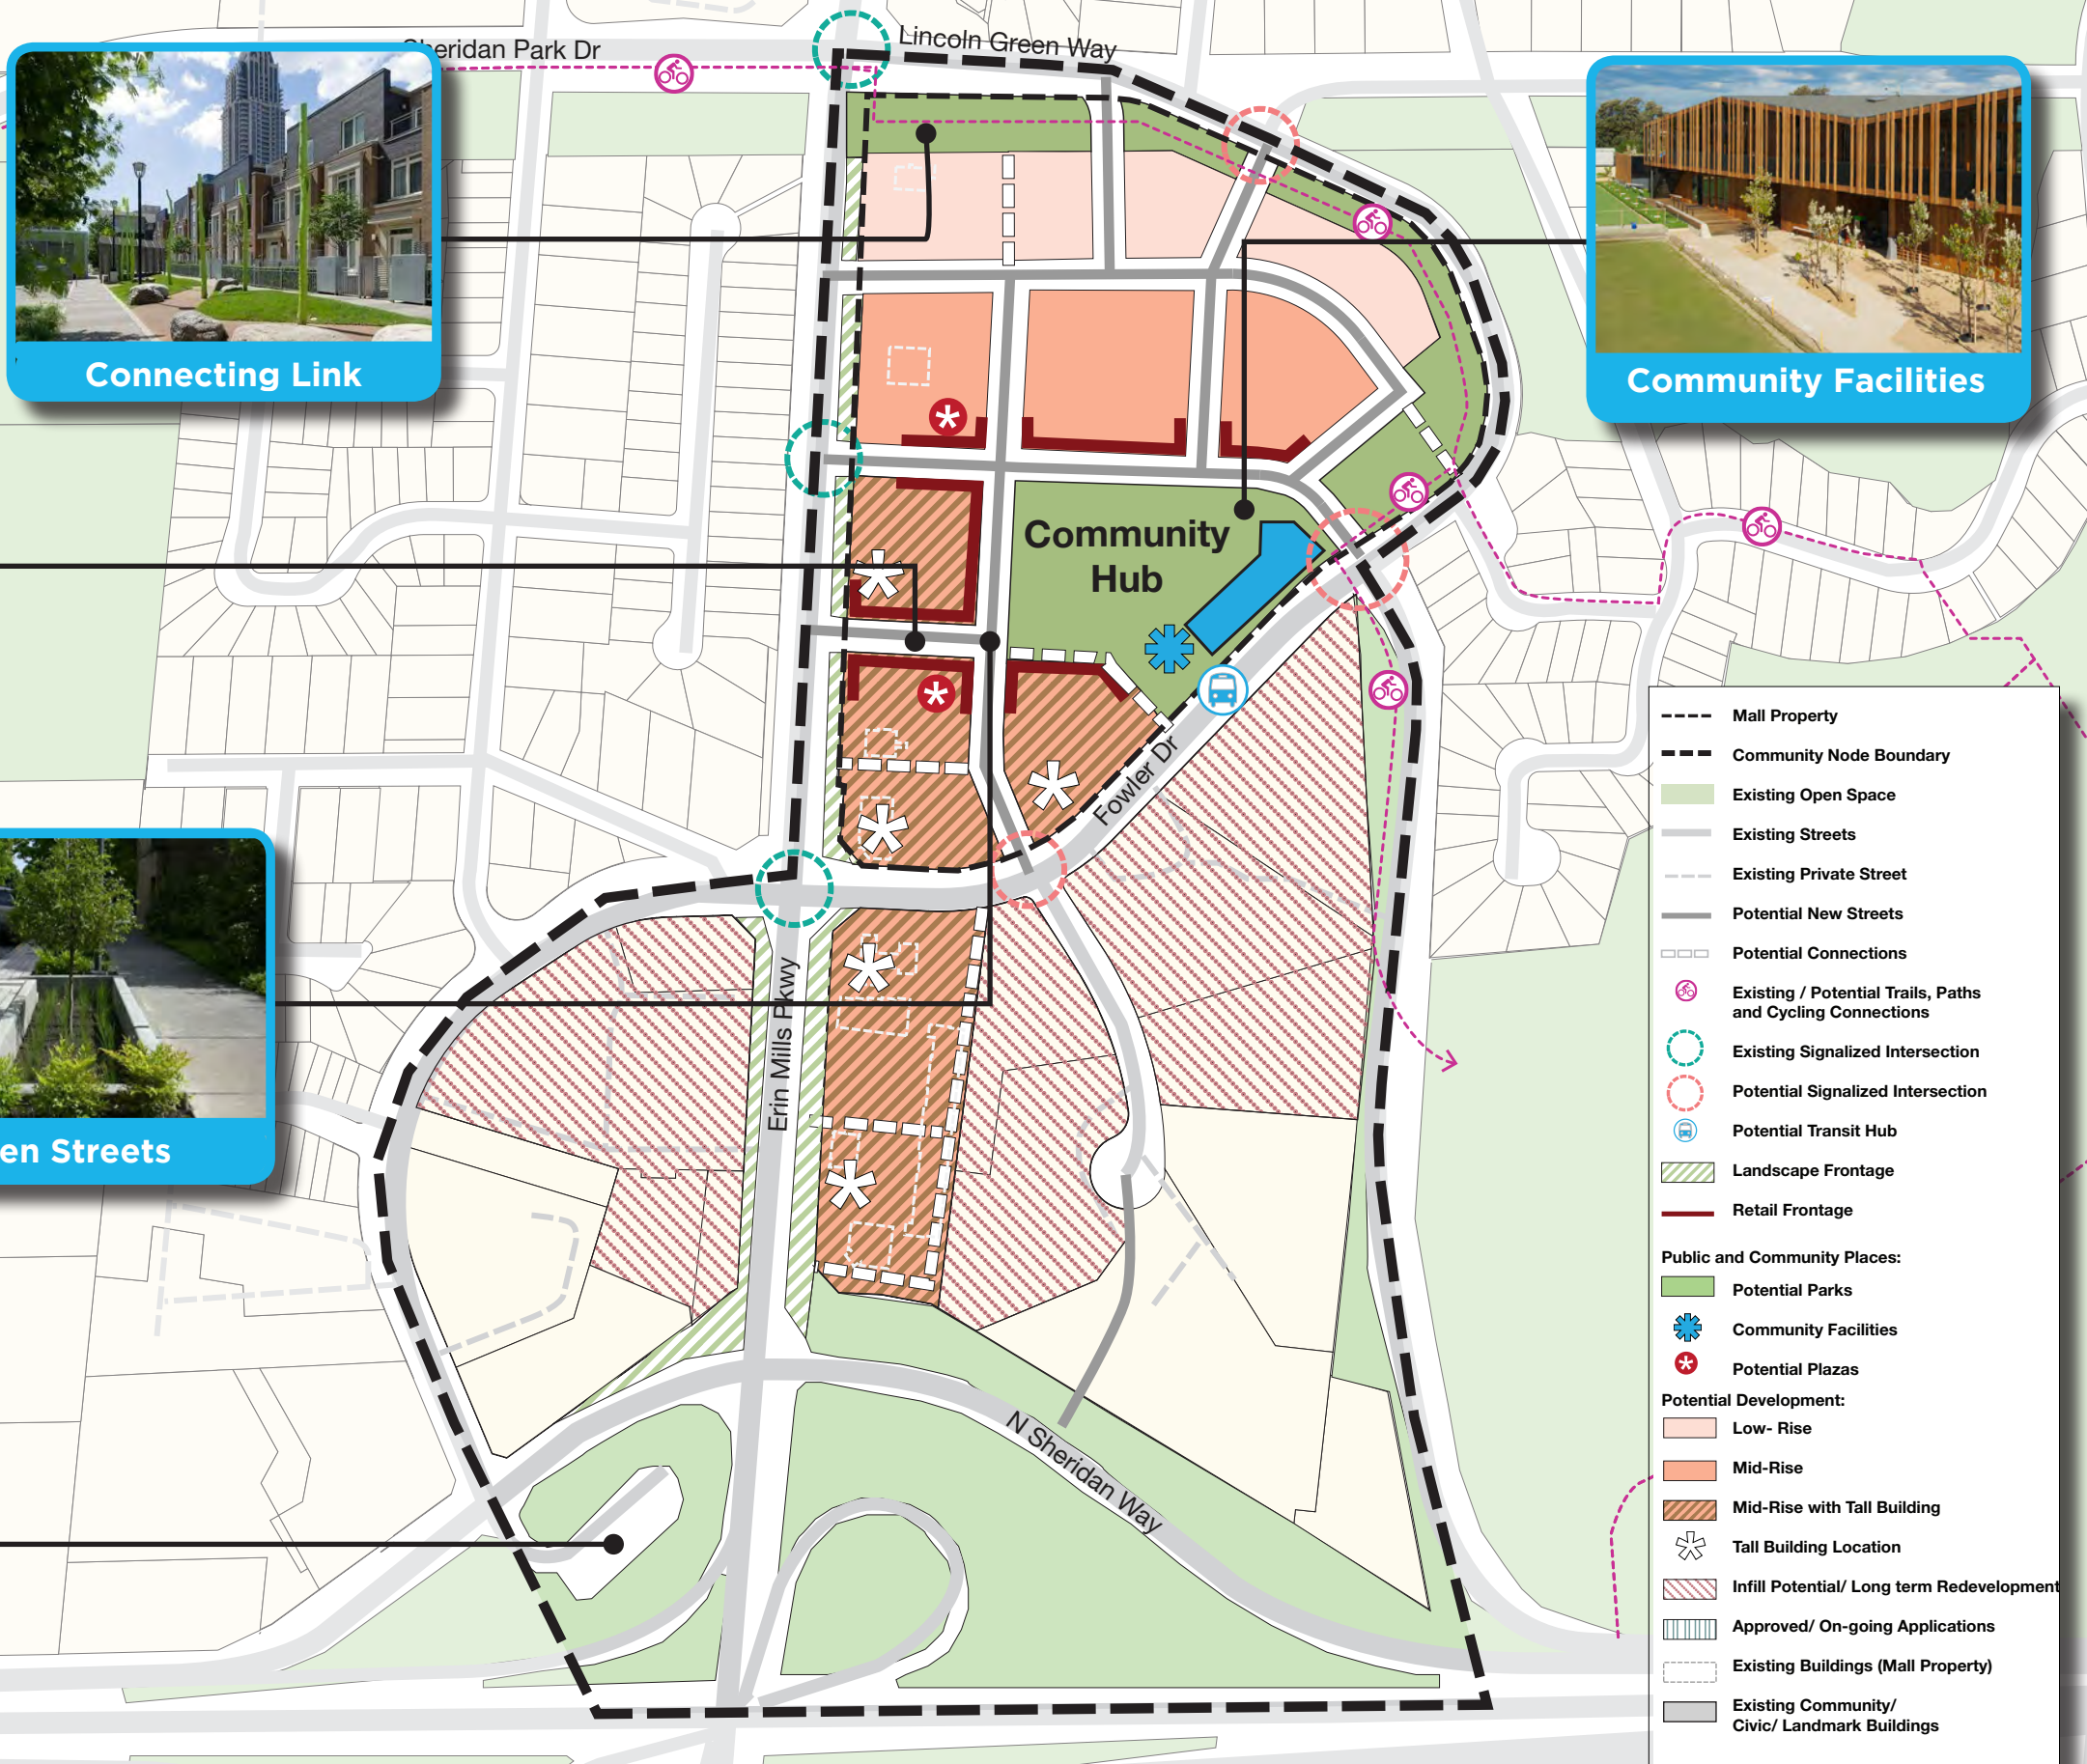 Sheridan Park Dr
Lincoln Green Way
Connecting Link
Community Facilities
Community
Hub
Fowler Dr
Erin Mills Pkwy
en Streets
N Sheridan Way
Mall Property
Community Node Boundary
Existing Open Space
Existing Streets
Existing Private Street
Potential New Streets
Potential Connections
Existing / Potential Trails, Paths
and Cycling Connections
Existing Signalized Intersection
Potential Signalized Intersection
Potential Transit Hub
Landscape Frontage
Retail Frontage
Public and Community Places:
Potential Parks
Community Facilities
Potential Plazas
Potential Development:
Low- Rise
Mid-Rise
Mid-Rise with Tall Building
Tall Building Location
Infill Potential/ Long term Redevelopment
Approved/ On-going Applications
Existing Buildings (Mall Property)
Existing Community/
Civic/ Landmark Buildings